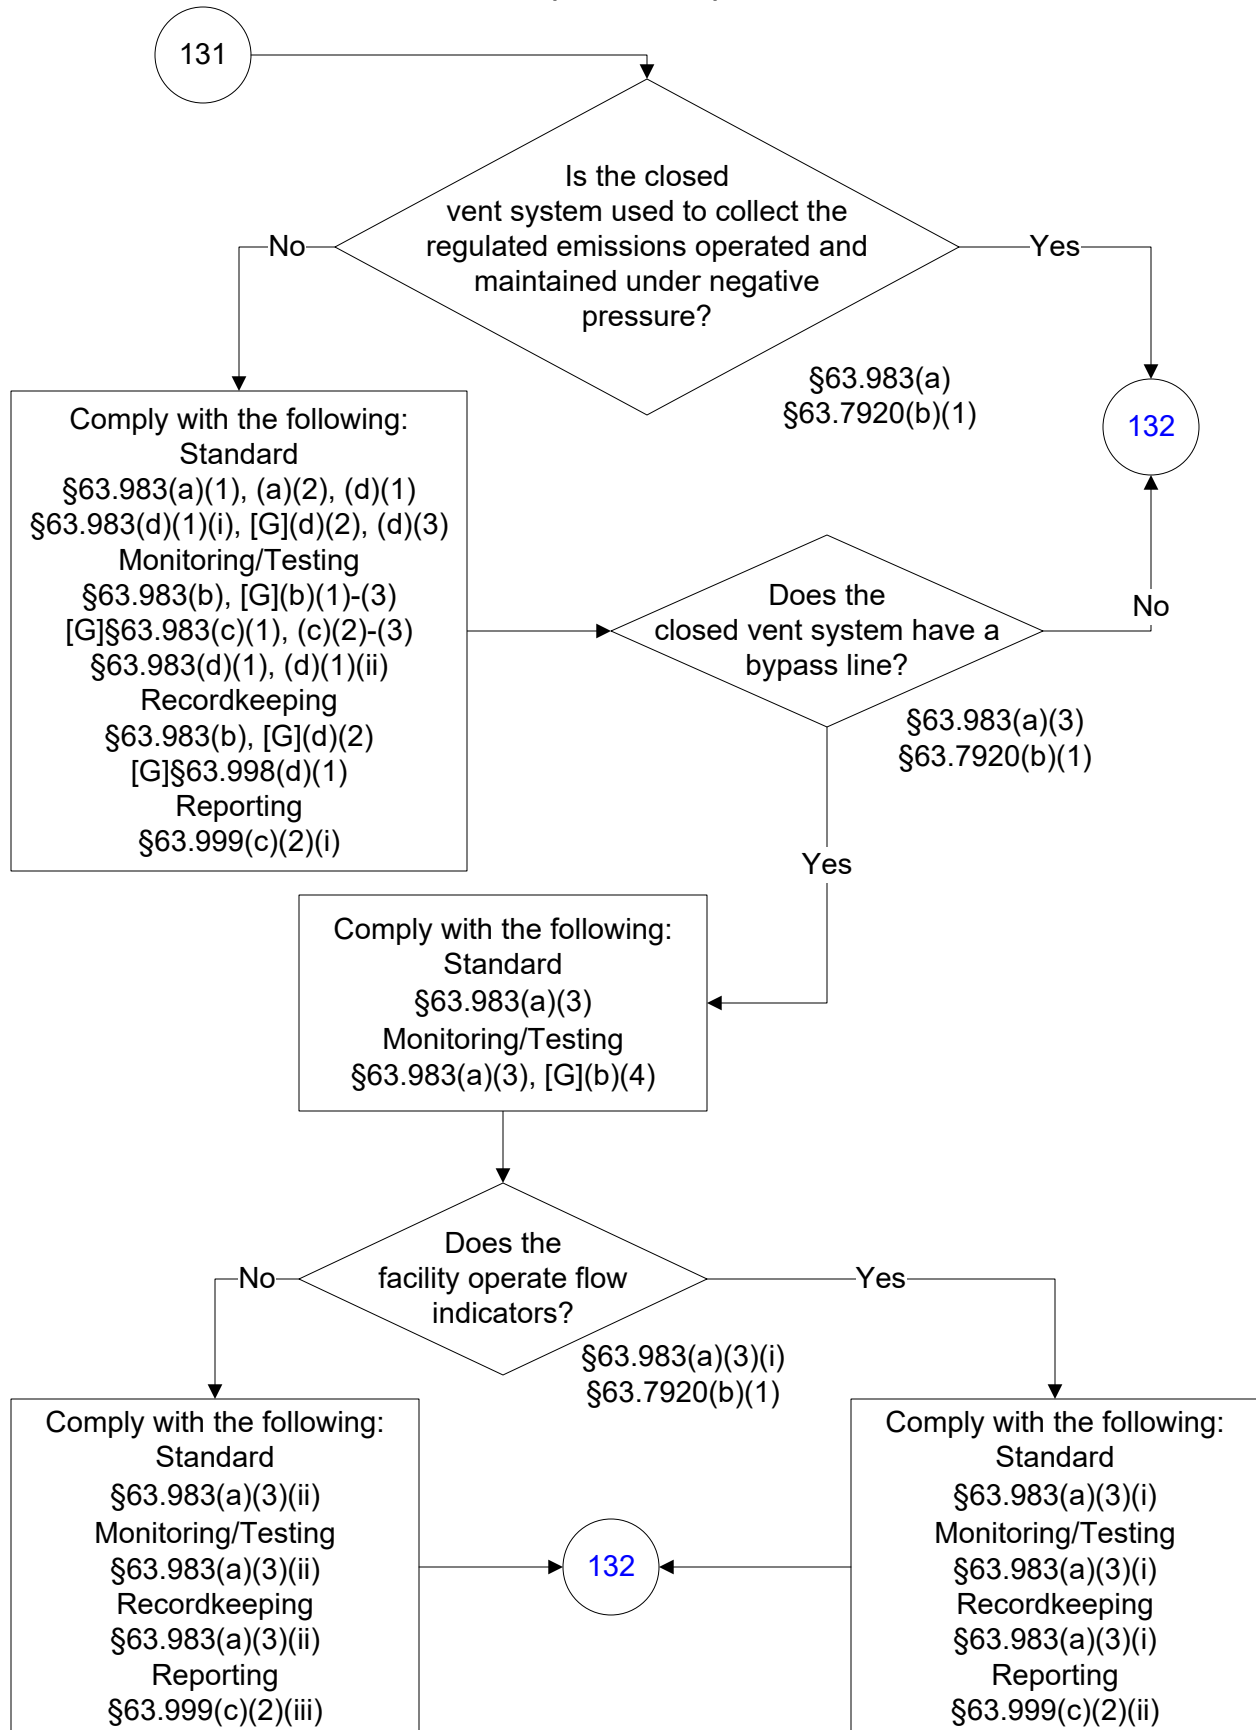 131
Is the closed
vent system used to collect the
regulated emissions operated and
maintained under negative
pressure?
No
Yes
§63.983(a)
§63.7920(b)(1)
132
Comply with the following:
Standard
§63.983(a)(1), (a)(2), (d)(1)
§63.983(d)(1)(i), [G](d)(2), (d)(3)
Monitoring/Testing
§63.983(b), [G](b)(1)-(3)
[G]§63.983(c)(1), (c)(2)-(3)
§63.983(d)(1), (d)(1)(ii)
Recordkeeping
§63.983(b), [G](d)(2)
[G]§63.998(d)(1)
Reporting
§63.999(c)(2)(i)
Does the
closed vent system have a
bypass line?
No
§63.983(a)(3)
§63.7920(b)(1)
Yes
Comply with the following:
Standard
§63.983(a)(3)
Monitoring/Testing
§63.983(a)(3), [G](b)(4)
Does the
facility operate flow
indicators?
No
Yes
§63.983(a)(3)(i)
§63.7920(b)(1)
Comply with the following:
Standard
§63.983(a)(3)(ii)
Monitoring/Testing
§63.983(a)(3)(ii)
Recordkeeping
§63.983(a)(3)(ii)
Reporting
§63.999(c)(2)(iii)
132
Comply with the following:
Standard
§63.983(a)(3)(i)
Monitoring/Testing
§63.983(a)(3)(i)
Recordkeeping
§63.983(a)(3)(i)
Reporting
§63.999(c)(2)(ii)